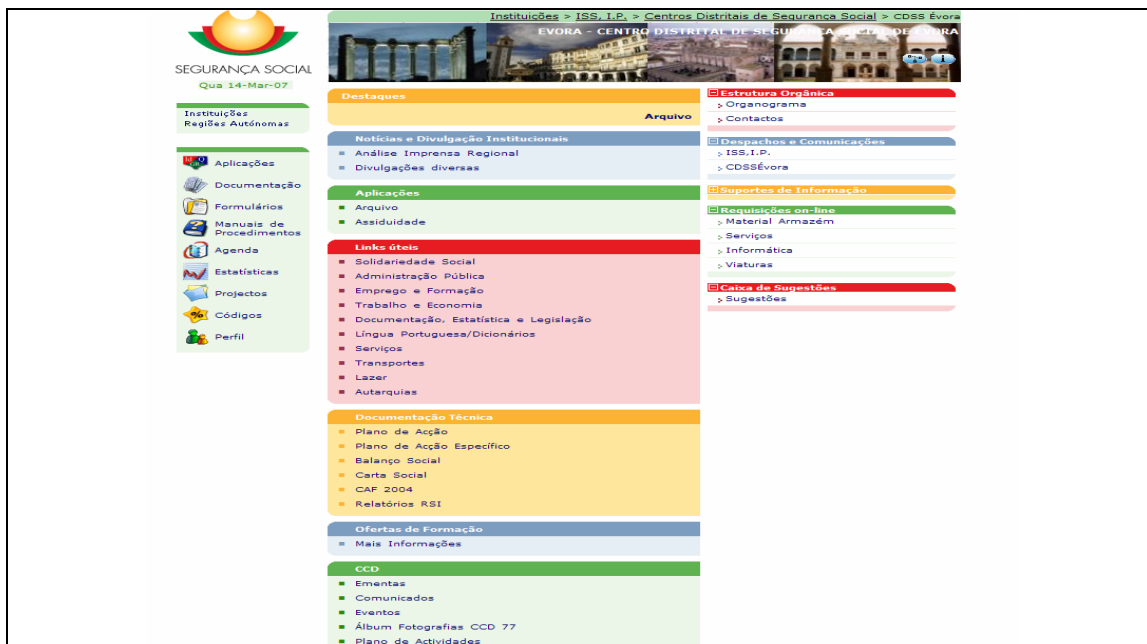 Instituições > ISS, I.P. > Centros Distritais de Segurança Social > CDSS Évora
EVORA - CENTRO DISTRITAL DE SEGURANÇA SOCIAL DE EVORA
SEGURANÇA SOCIAL
Qua 14-Mar-07
Instituições
Regiões Autónomas
Aplicações
Documentação
Formulários
Manuais de
Procedimentos
Agenda
Estatísticas
Projectos
Códigos
Perfil
Destaques
Arquivo
Notícias e Divulgação Institucionais
Análise Imprensa Regional
Divulgações diversas
Aplicações
Arquivo
Assiduidade
Links úteis
Solidariedade Social
Administração Pública
Emprego e Formação
Trabalho e Economia
Documentação, Estatística e Legislação
Língua Portuguesa/Dicionários
Serviços
Transportes
Lazer
Autarquias
Documentação Técnica
Plano de Acção
Plano de Acção Específico
Balanço Social
Carta Social
CAF 2004
Relatórios RSI
Ofertas de Formação
Mais Informações
CCD
Ementas
Comunicados
Eventos
Álbum Fotografias CCD 77
Plano de Actividades
Estrutura Orgânica
Organograma
Contactos
Despachos e Comunicações
ISS,I.P.
CDSSÉvora
Suportes de Informação
Requisições on-line
Material Armazém
Serviços
Informática
Viaturas
Caixa de Sugestões
Sugestões